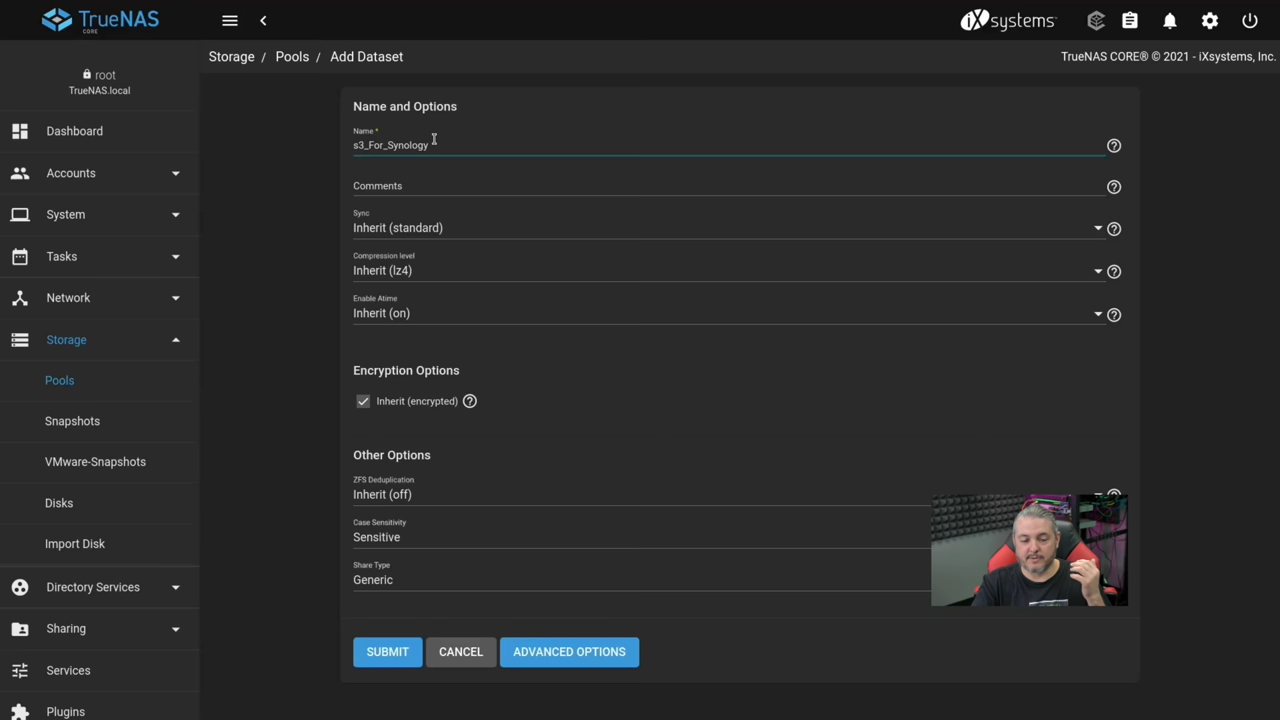 TrueNAS
CORE
iXsystems
root
TrueNAS.local
Storage / Pools / Add Dataset
TrueNAS CORE® © 2021 - iXsystems, Inc.
Dashboard
Accounts
System
Tasks
Network
Storage
Pools
Snapshots
VMware-Snapshots
Disks
Import Disk
Directory Services
Sharing
Services
Plugins
Name and Options
Name *
s3_For_Synology
Comments
Sync
Inherit (standard)
Compression level
Inherit (lz4)
Enable Atime
Inherit (on)
Encryption Options
Inherit (encrypted)
Other Options
ZFS Deduplication
Inherit (off)
Case Sensitivity
Sensitive
Share Type
Generic
SUBMIT
CANCEL
ADVANCED OPTIONS